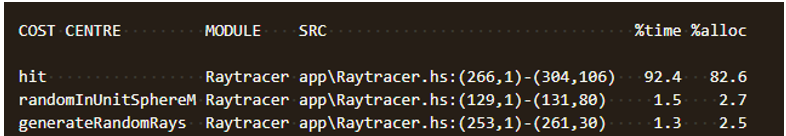 COST CENTRE MODULE SRC %time %alloc
hit Raytracer app\Raytracer.hs:(266,1)-(304,106) 92.4 82.6
randomInUnitSphereM Raytracer app\Raytracer.hs:(129,1)-(131,80) 1.5 2.7
generateRandomRays Raytracer app\Raytracer.hs:(253,1)-(261,30) 1.3 2.5